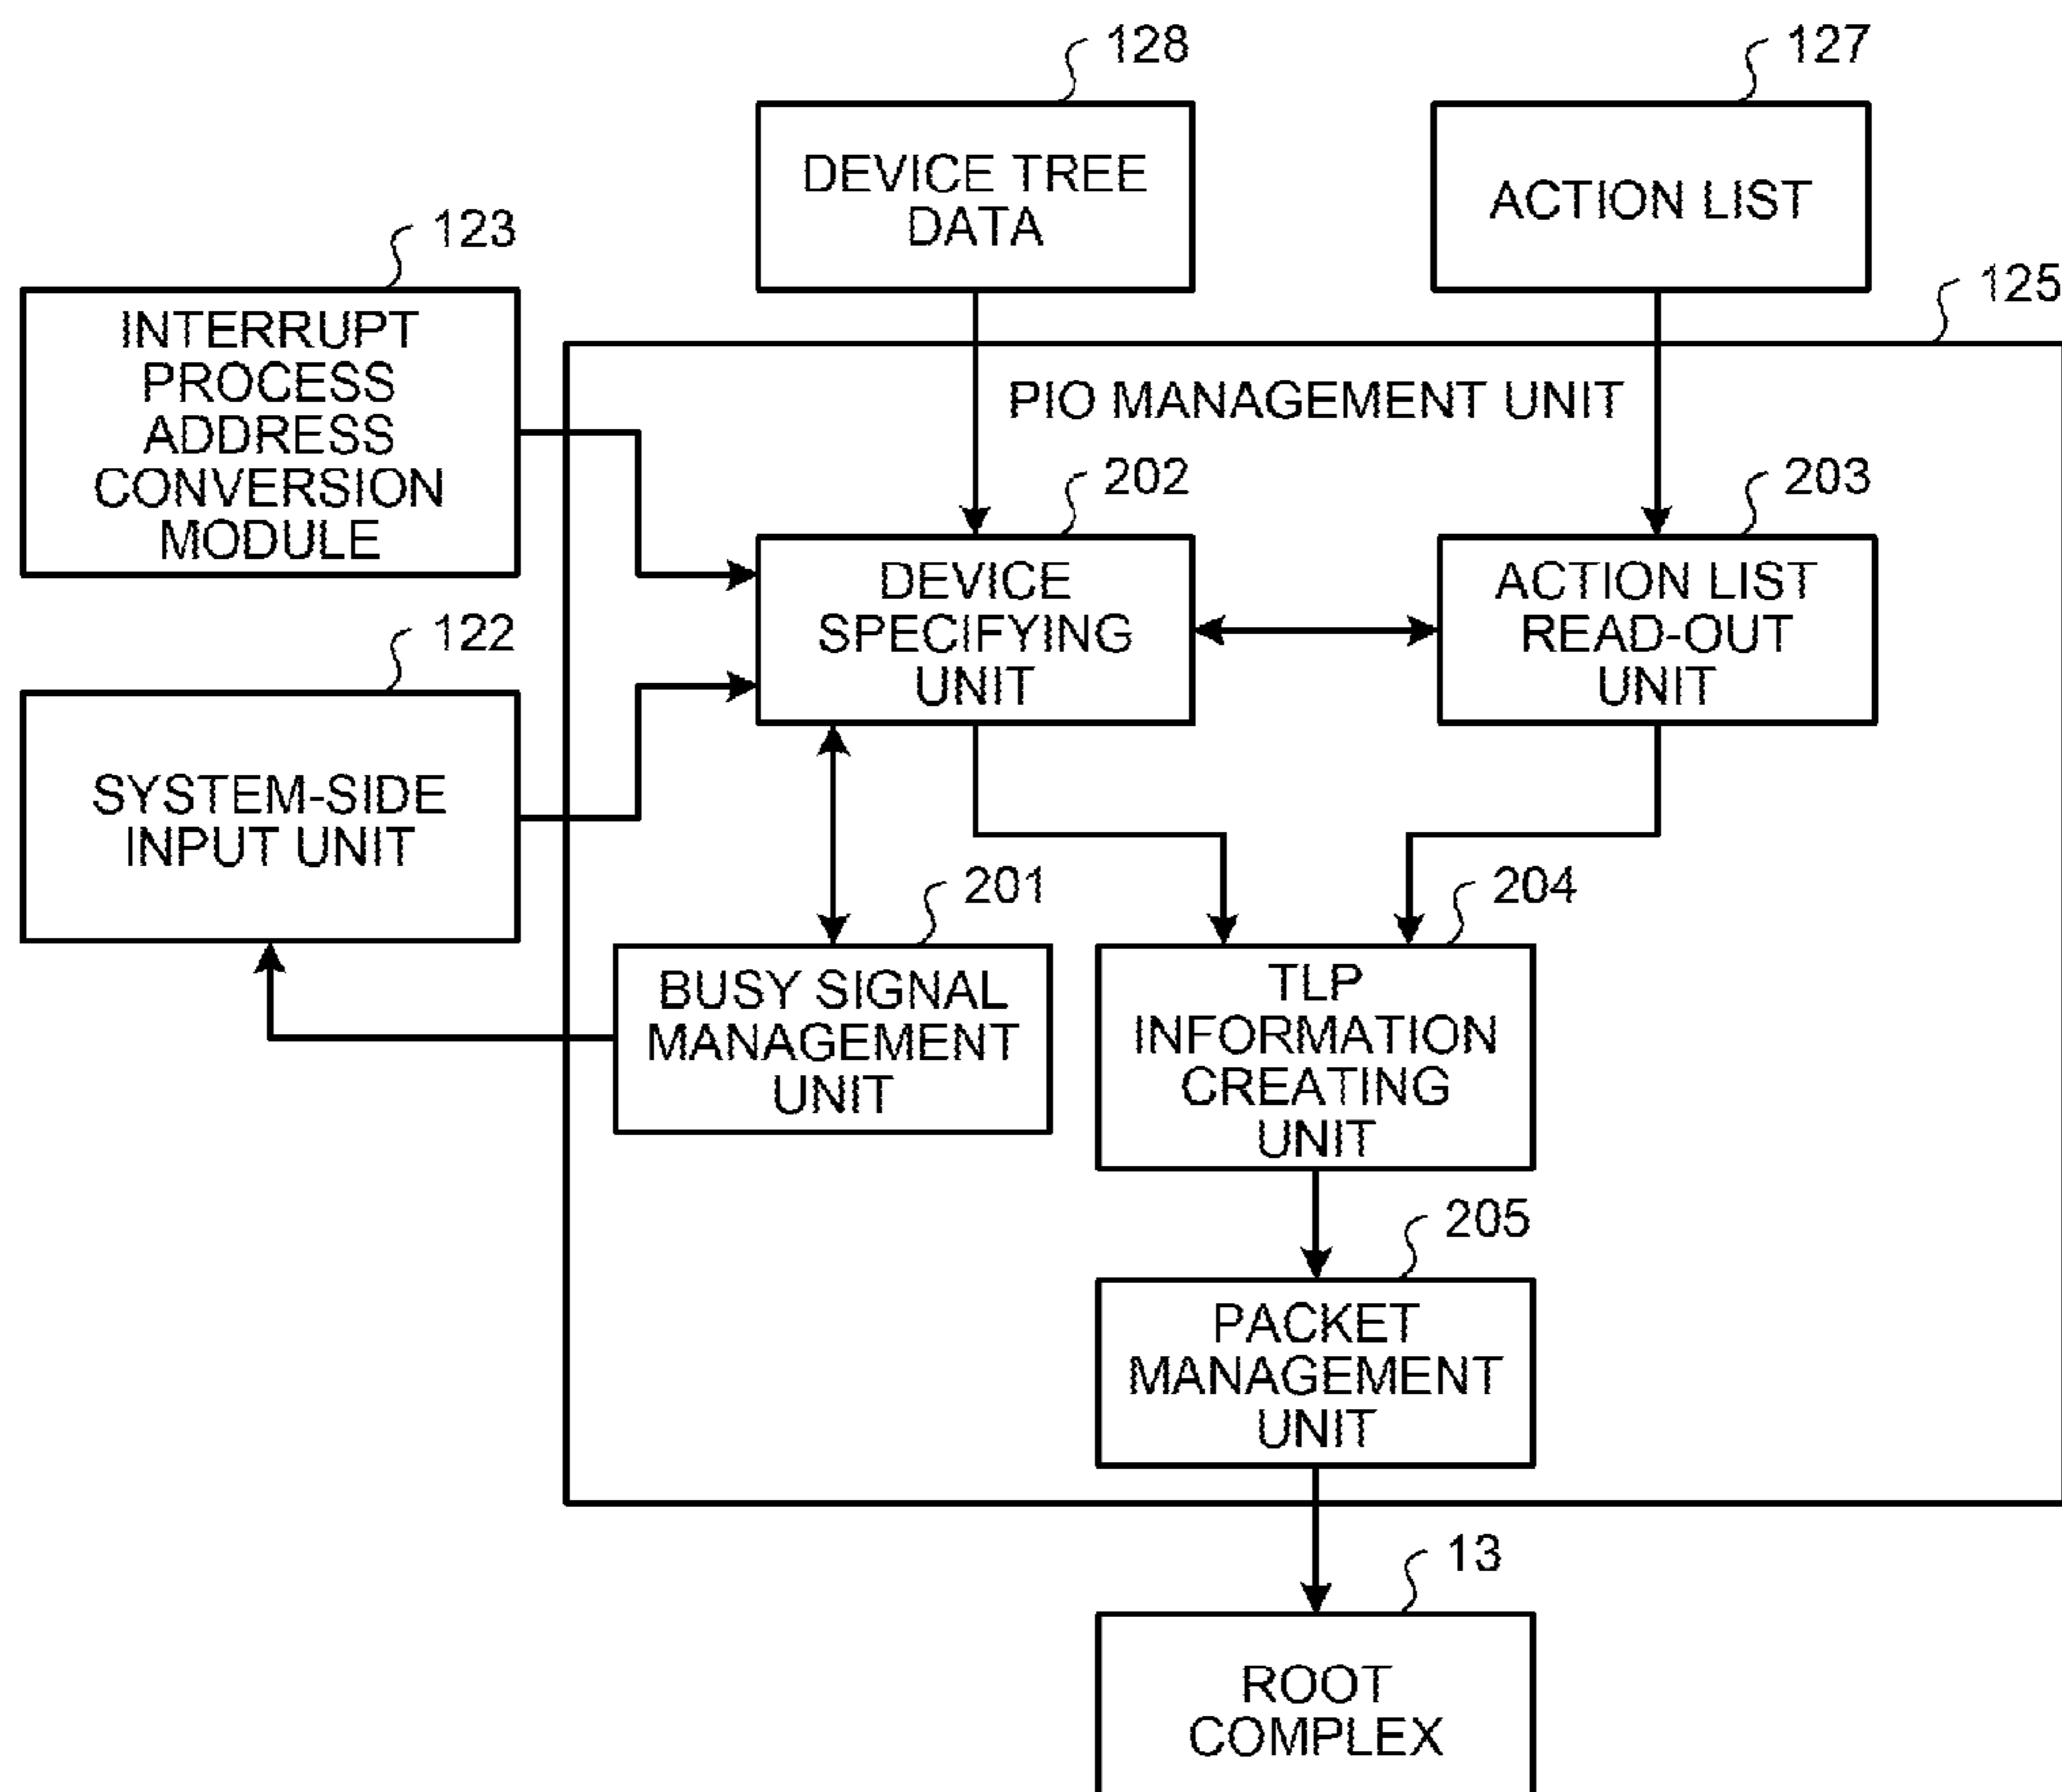 128
127
DEVICE TREE
DATA
ACTION LIST
123
125
INTERRUPT
PROCESS
ADDRESS
CONVERSION
MODULE
PIO MANAGEMENT UNIT
202
203
DEVICE
SPECIFYING
UNIT
ACTION LIST
READ-OUT
UNIT
122
SYSTEM-SIDE
INPUT UNIT
201
204
BUSY SIGNAL
MANAGEMENT
UNIT
TLP
INFORMATION
CREATING
UNIT
205
PACKET
MANAGEMENT
UNIT
13
ROOT
COMPLEX